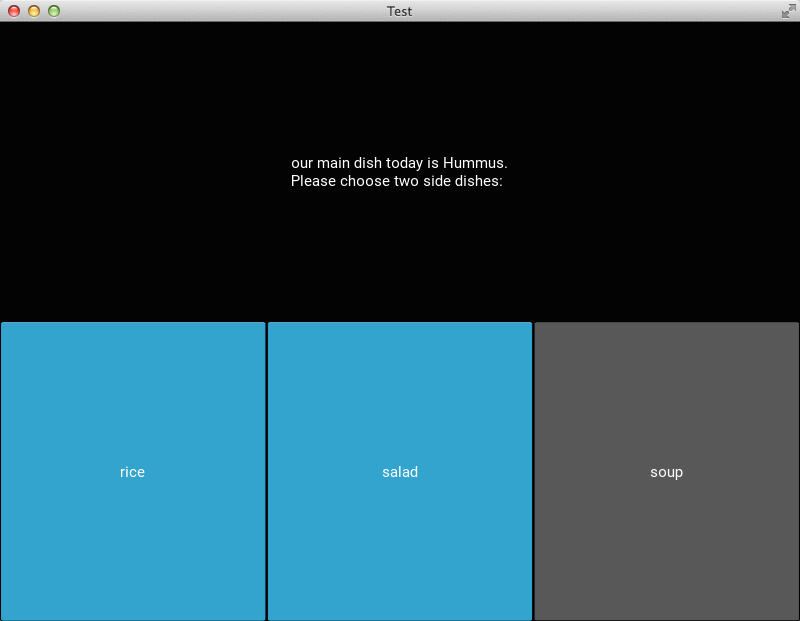 Test
our main dish today is Hummus.
Please choose two side dishes:
rice
salad
soup